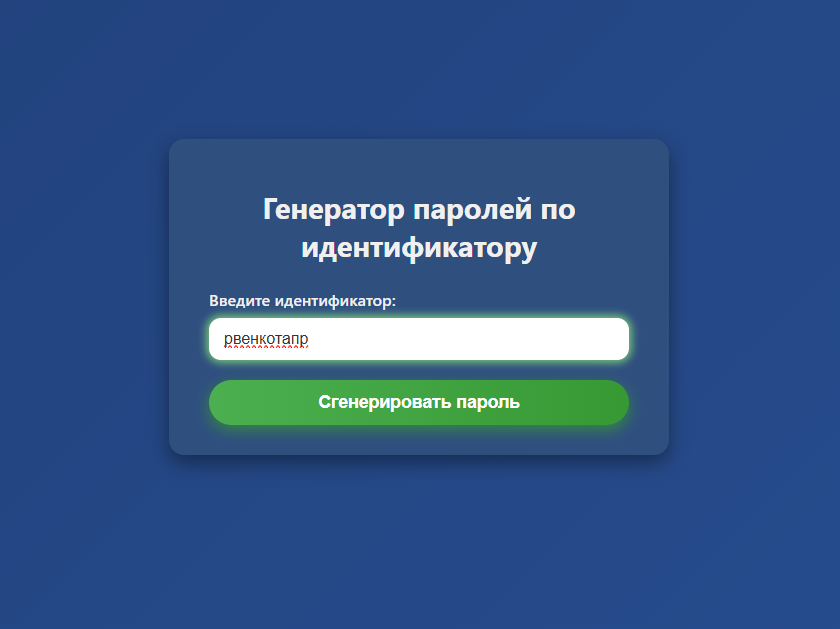 Генератор паролей по
идентификатору
Введите идентификатор:
рвенкотапр
Сгенерировать пароль